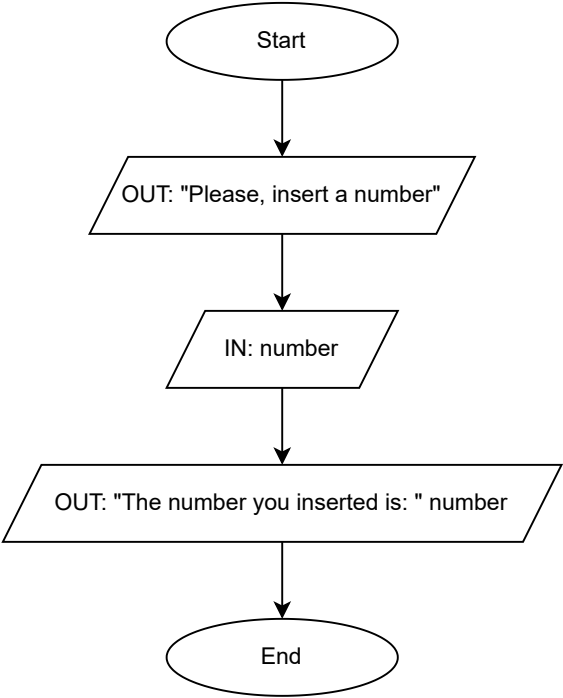 Start
OUT: "Please, insert a number"
IN: number
OUT: "The number you inserted is: " number
End